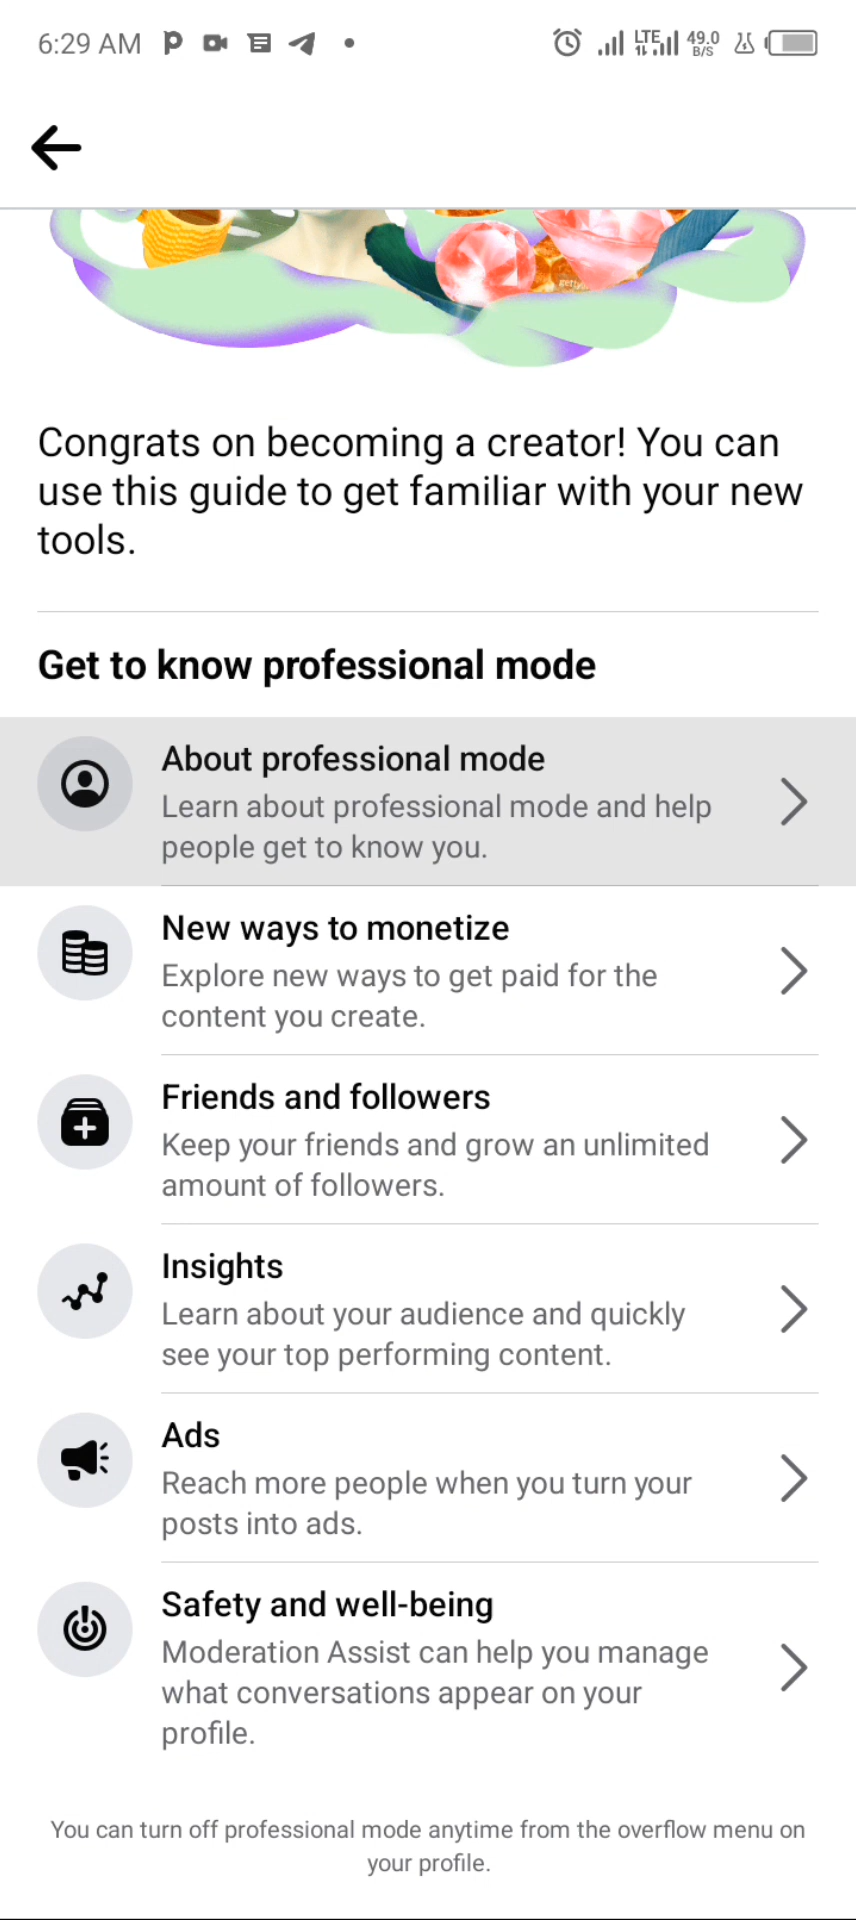 6:29 AM
LTE
49.0
B/S
Congrats on becoming a creator! You can
use this guide to get familiar with your new
tools.
Get to know professional mode
About professional mode
Learn about professional mode and help
people get to know you.
New ways to monetize
Explore new ways to get paid for the
content you create.
Friends and followers
Keep your friends and grow an unlimited
amount of followers.
Insights
Learn about your audience and quickly
see your top performing content.
Ads
Reach more people when you turn your
posts into ads.
Safety and well-being
Moderation Assist can help you manage
what conversations appear on your
profile.
You can turn off professional mode anytime from the overflow menu on
your profile.